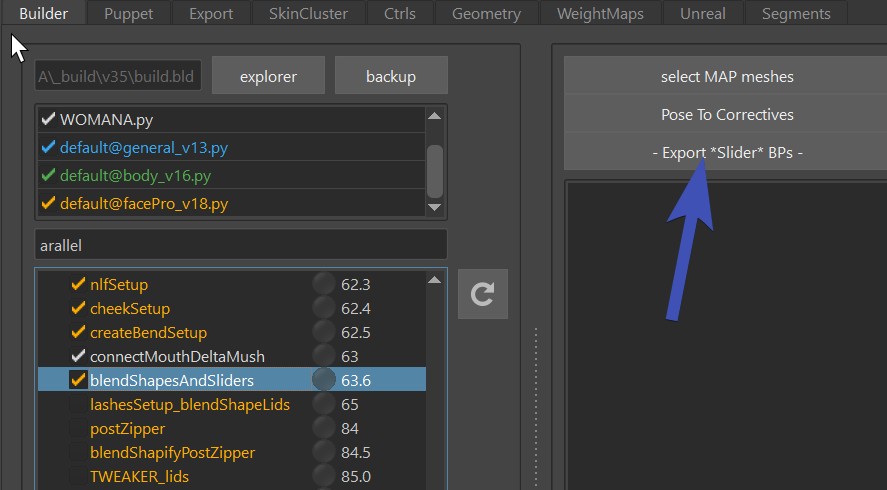 Builder Puppet Export SkinCluster Ctrls Geometry WeightMaps Unreal Segments
A\_build\v35\build.bld explorer backup
WOMANA.py
default@general_v13.py
default@body_v16.py
default@facePro_v18.py
arallel
nlfSetup 62.3
cheekSetup 62.4
createBendSetup 62.5
connectMouthDeltaMush 63
blendShapesAndSliders 63.6
lashesSetup_blendShapeLids 65
postZipper 84
blendShapifyPostZipper 84.5
TWEAKER_lids 85.0
select MAP meshes
Pose To Correctives
- Export *Slider* BPs -